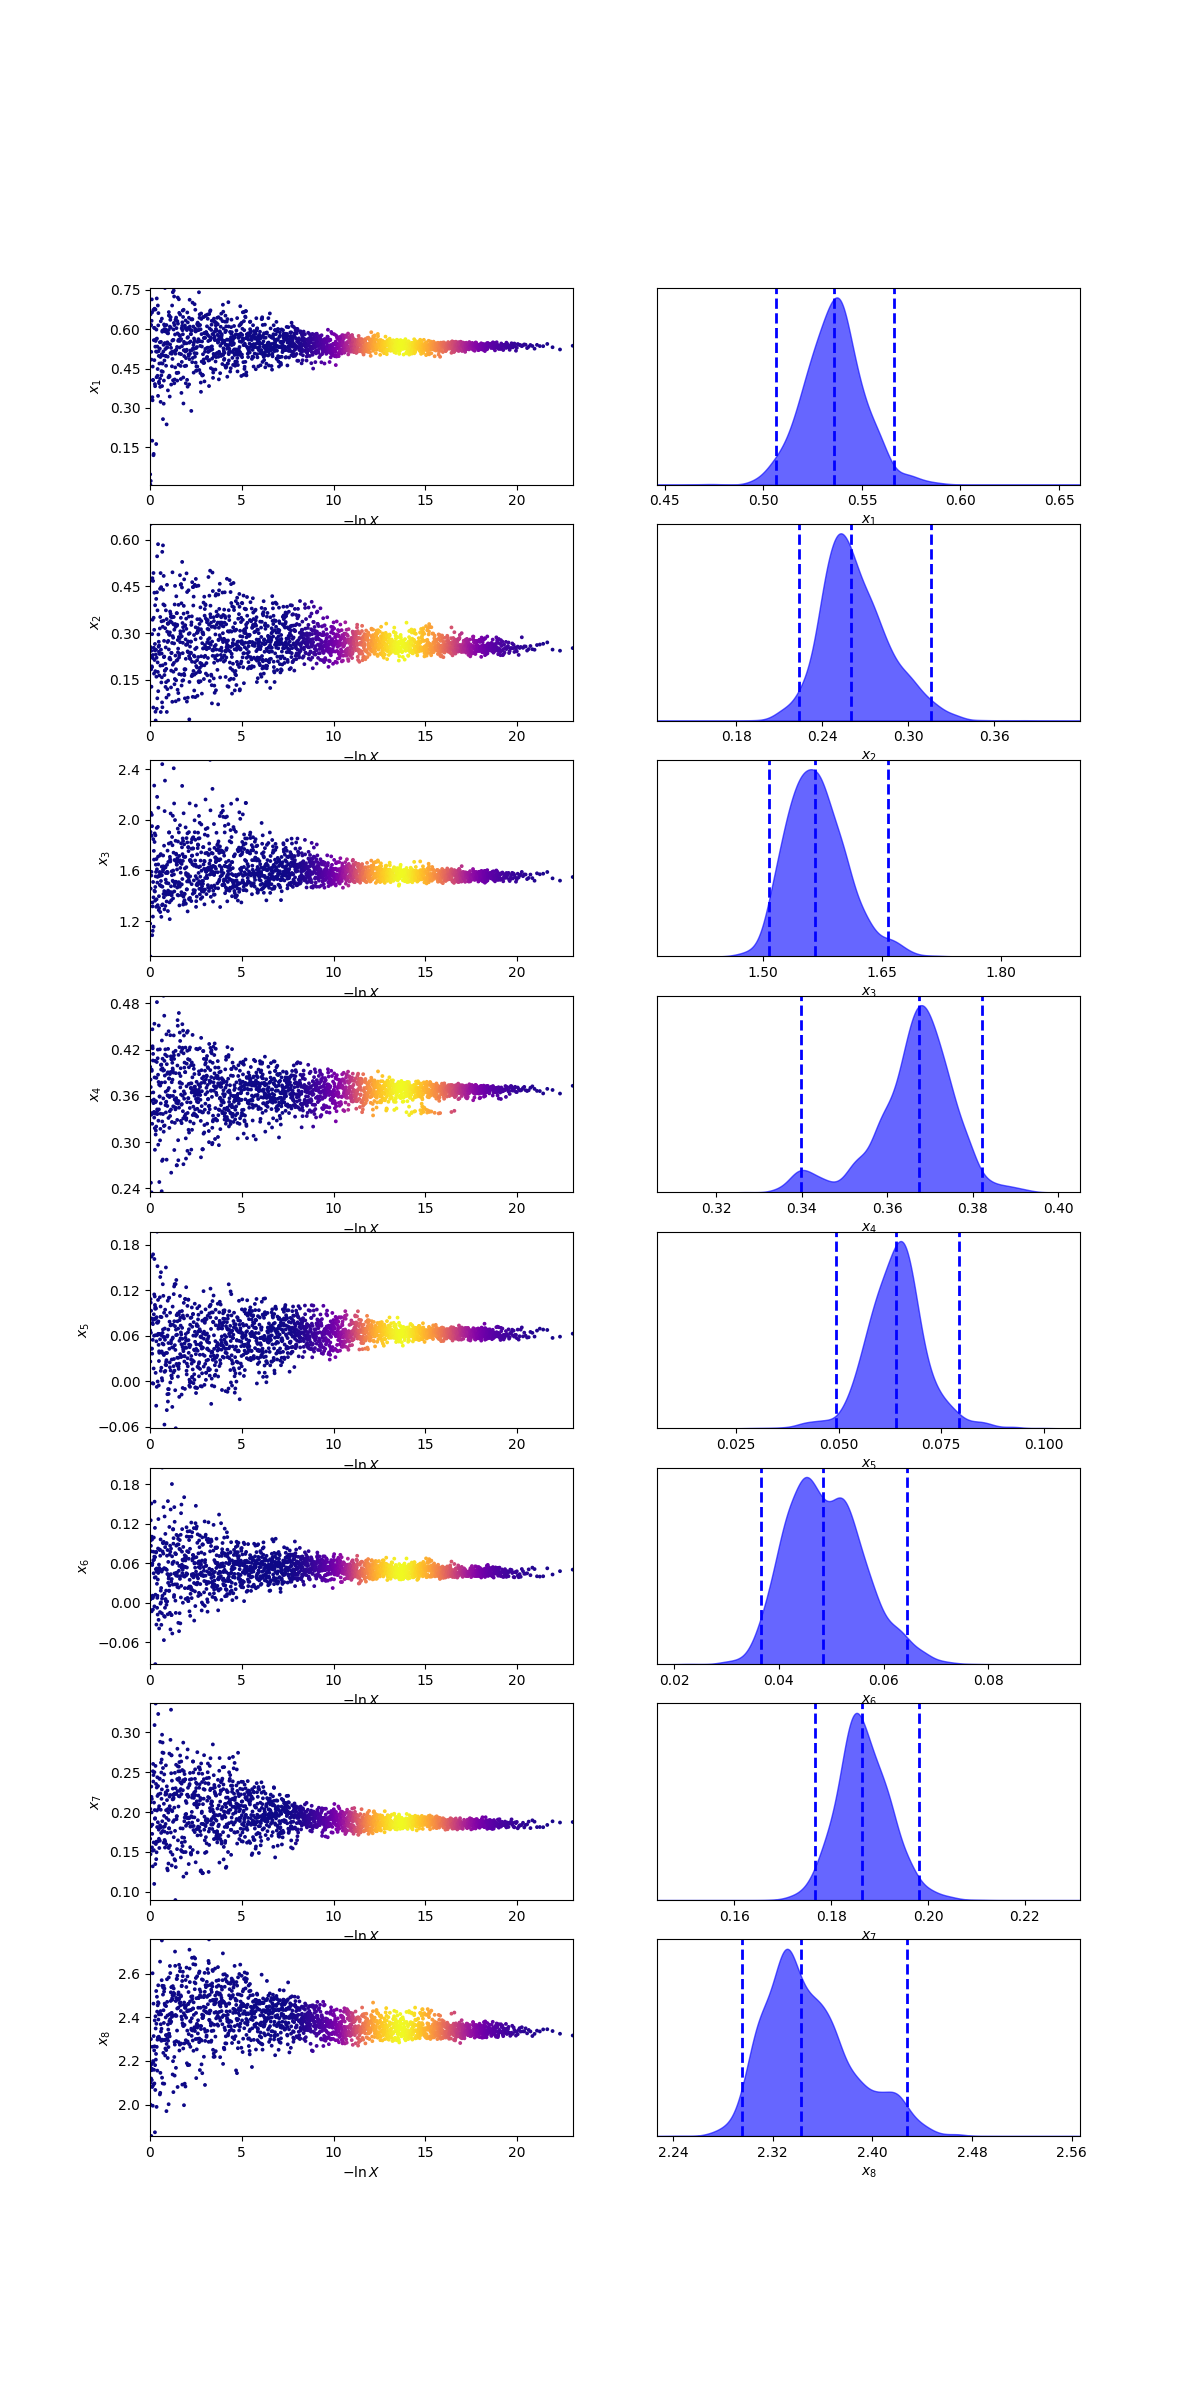 0.75
0.60
0.45
0.30
0.15
x₁
0 5 10 15 20
−ln X
0.45 0.50 0.55 0.60 0.65
x₁
0.60
0.45
0.30
0.15
x₂
0 5 10 15 20
−ln X
0.18 0.24 0.30 0.36
x₂
2.4
2.0
1.6
1.2
x₃
0 5 10 15 20
−ln X
1.50 1.65 1.80
x₃
0.48
0.42
0.36
0.30
0.24
x₄
0 5 10 15 20
−ln X
0.32 0.34 0.36 0.38 0.40
x₄
0.18
0.12
0.06
0.00
−0.06
x₅
0 5 10 15 20
−ln X
0.025 0.050 0.075 0.100
x₅
0.18
0.12
0.06
0.00
−0.06
x₆
0 5 10 15 20
−ln X
0.02 0.04 0.06 0.08
x₆
0.30
0.25
0.20
0.15
0.10
x₇
0 5 10 15 20
−ln X
0.16 0.18 0.20 0.22
x₇
2.6
2.4
2.2
2.0
x₈
0 5 10 15 20
−ln X
2.24 2.32 2.40 2.48 2.56
x₈